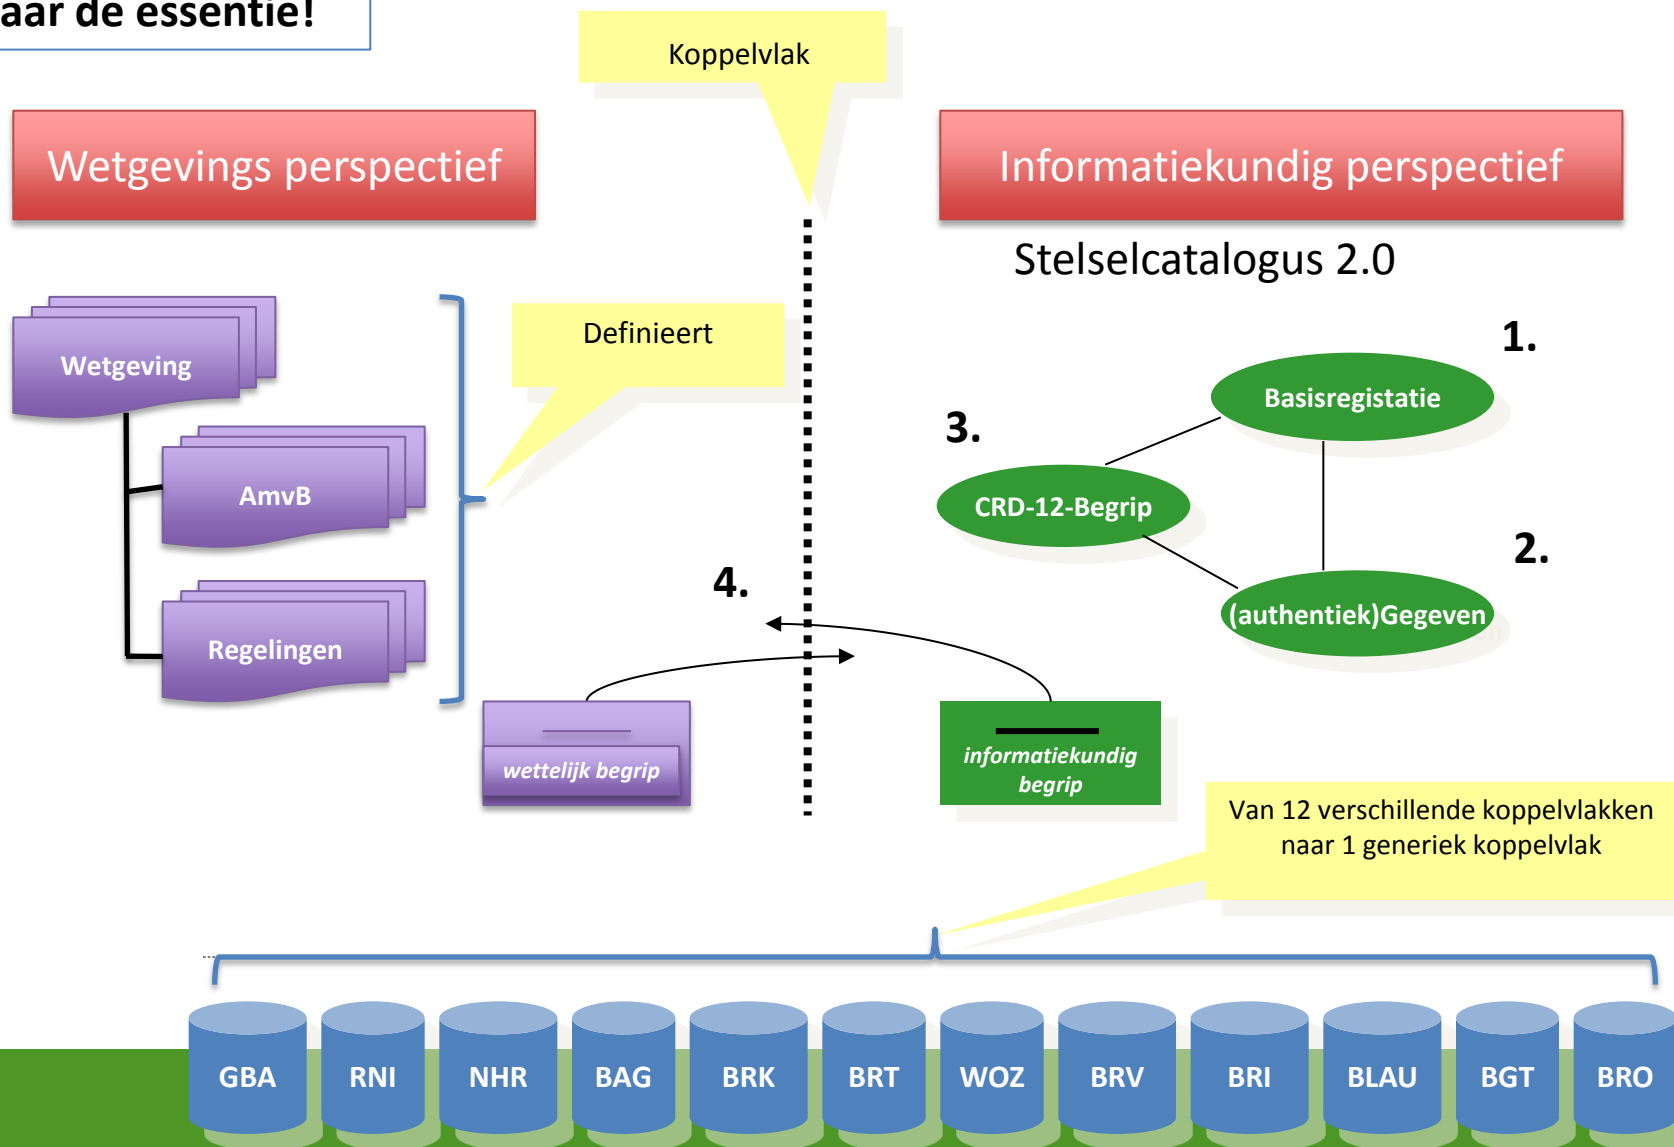 aar de essentie!
Koppelvlak
Wetgevings perspectief
Informatiekundig perspectief
Stelselcatalogus 2.0
Wetgeving
AmvB
Regelingen
Definieert
1.
Basisregistatie
3.
CRD-12-Begrip
2.
(authentiek)Gegeven
4.
wettelijk begrip
informatiekundig
begrip
Van 12 verschillende koppelvlakken
naar 1 generiek koppelvlak
GBA
RNI
NHR
BAG
BRK
BRT
WOZ
BRV
BRI
BLAU
BGT
BRO